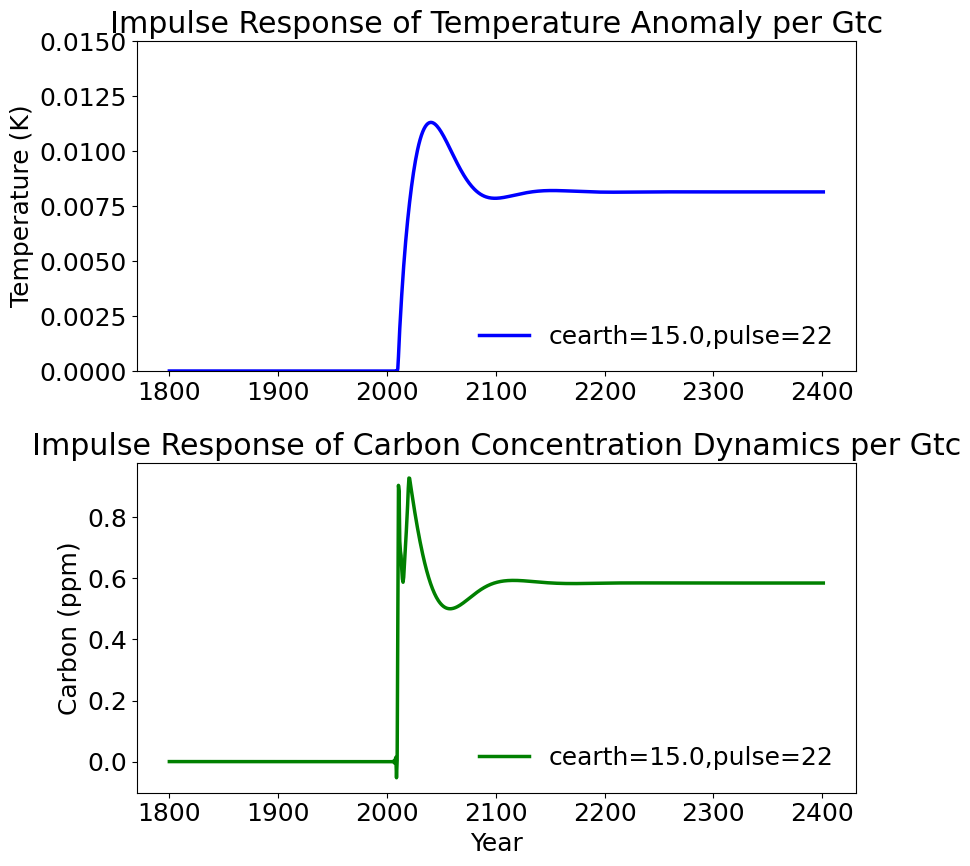 Impulse Response of Temperature Anomaly per Gtc
0.0150
0.0125
0.0100
0.0075
0.0050
0.0025
0.0000
Temperature (K)
cearth=15.0,pulse=22
1800 1900 2000 2100 2200 2300 2400
Impulse Response of Carbon Concentration Dynamics per Gtc
0.8
0.6
0.4
0.2
0.0
Carbon (ppm)
cearth=15.0,pulse=22
1800 1900 2000 2100 2200 2300 2400
Year